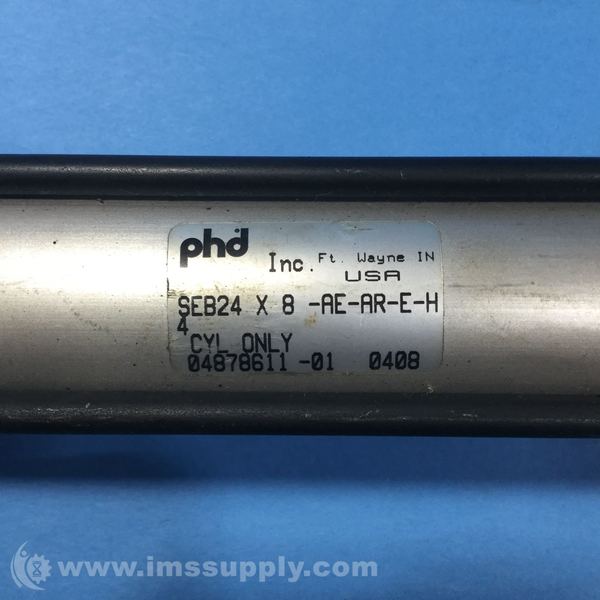 phd Inc. Ft. Wayne IN
USA
SEB24 X 8 -AE-AR-E-H
4
CYL ONLY
04878611 -01 0408
www.imssupply.com